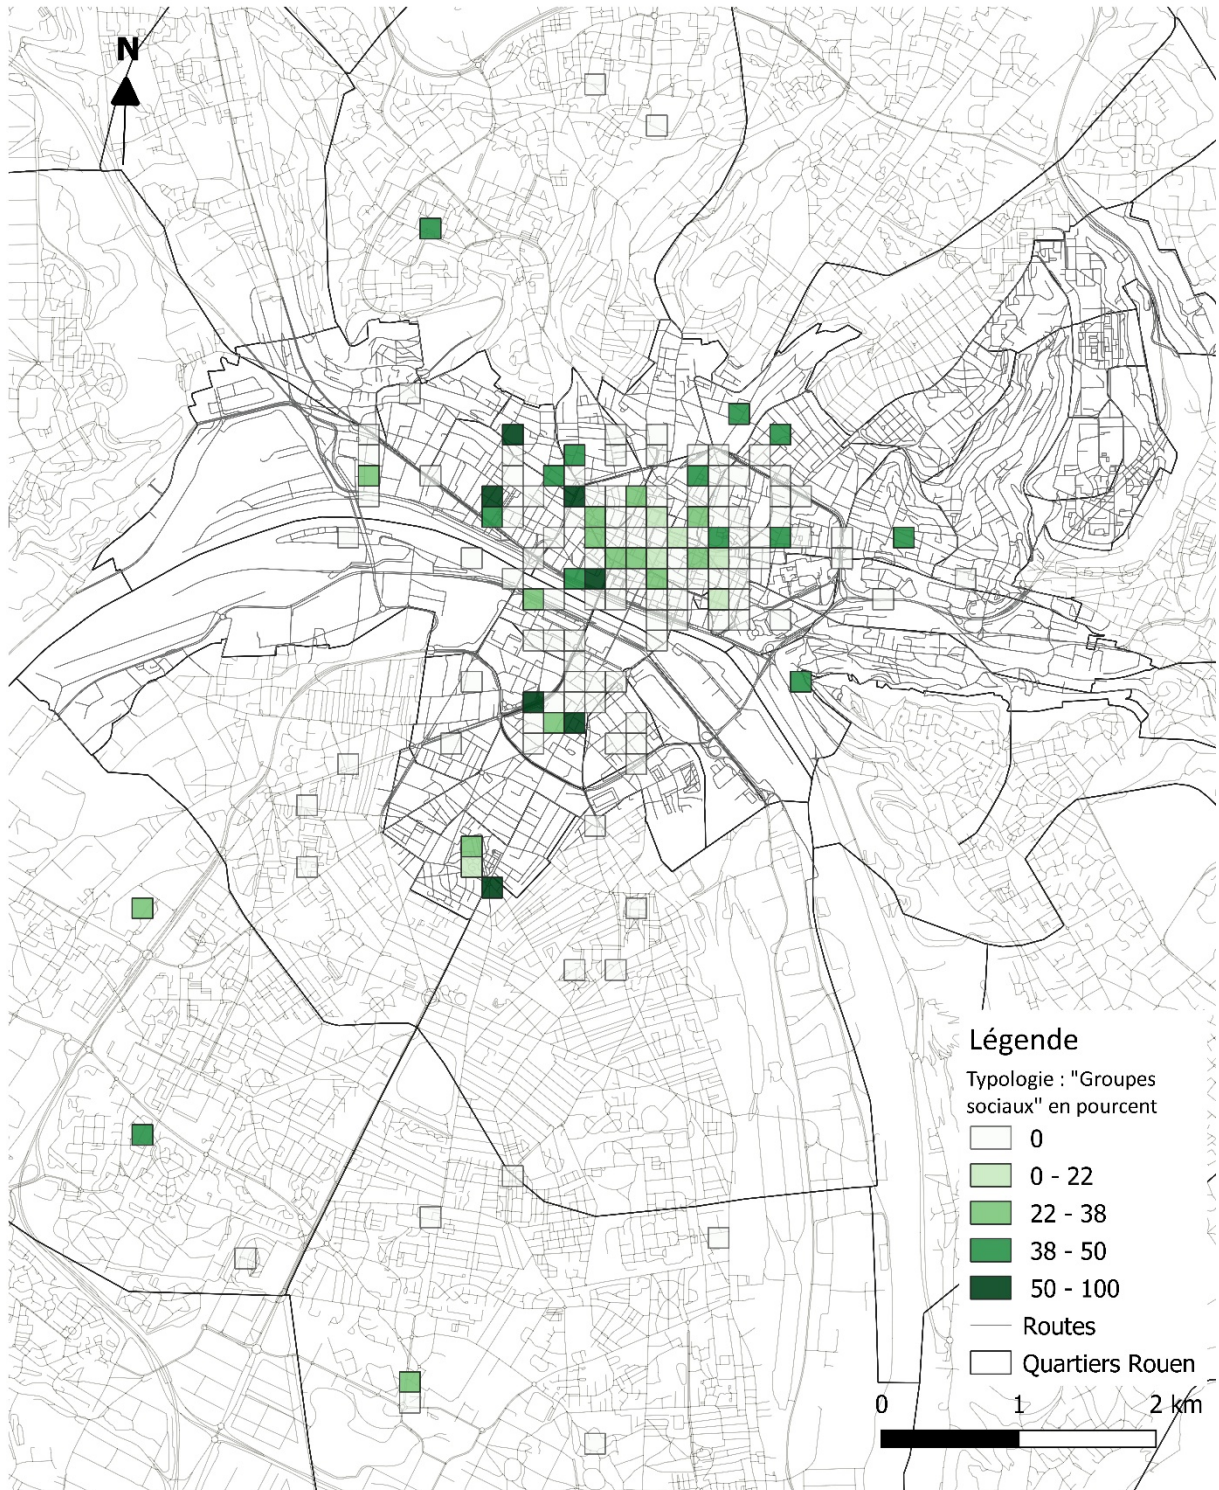 N
Légende
Typologie : "Groupes
sociaux" en pourcent
0
0 - 22
22 - 38
38 - 50
50 - 100
Routes
Quartiers Rouen
0 1 2 km